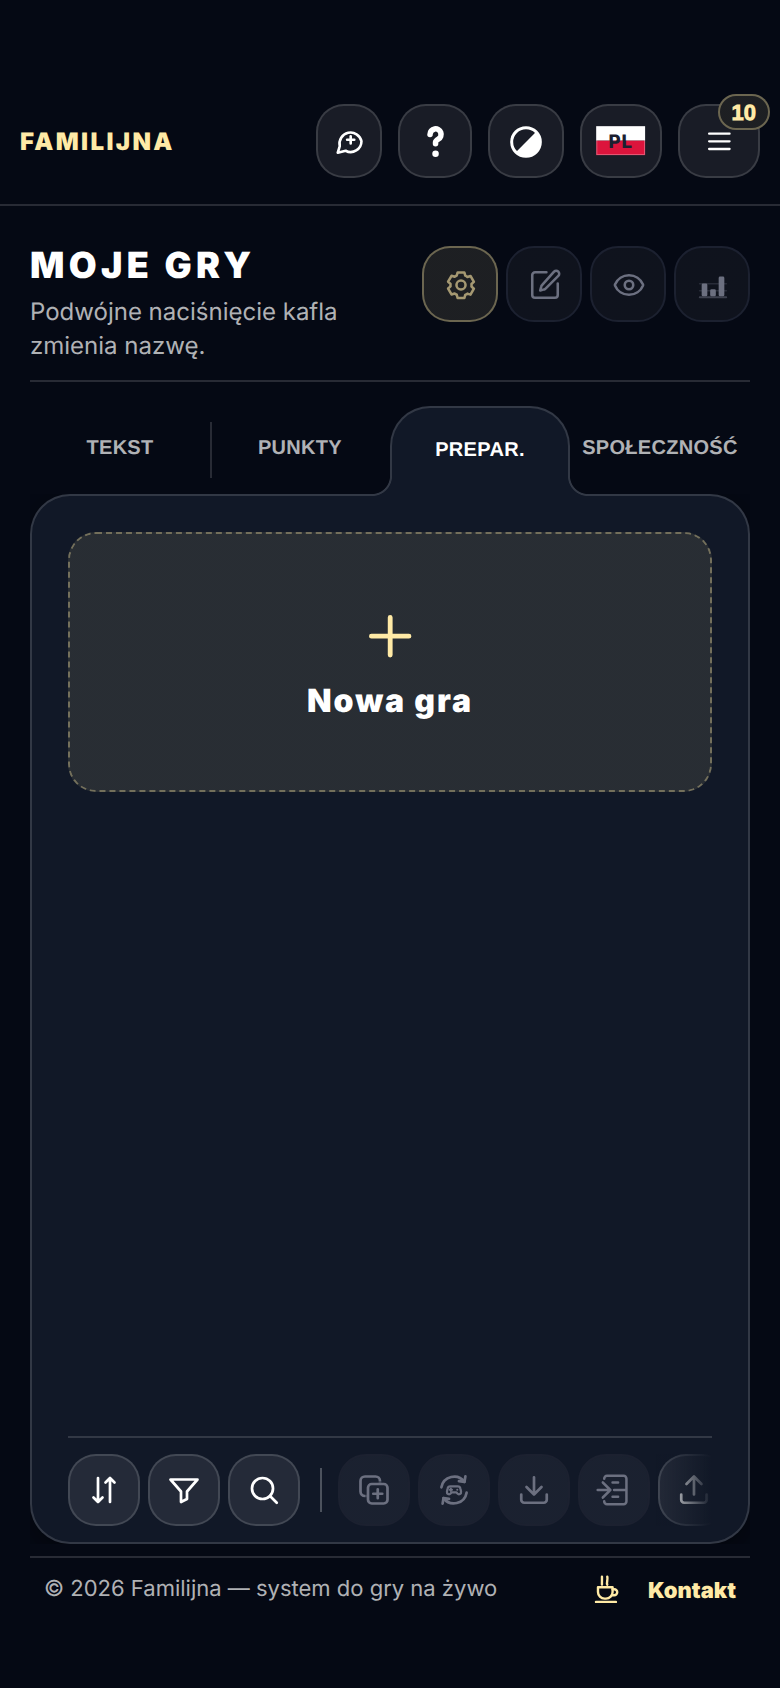 FAMILIJNA
PL
10
MOJE GRY
Podwójne naciśnięcie kafla
zmienia nazwę.
TEKST
PUNKTY
PREPAR.
SPOŁECZNOŚĆ
Nowa gra
© 2026 Familijna — system do gry na żywo
Kontakt